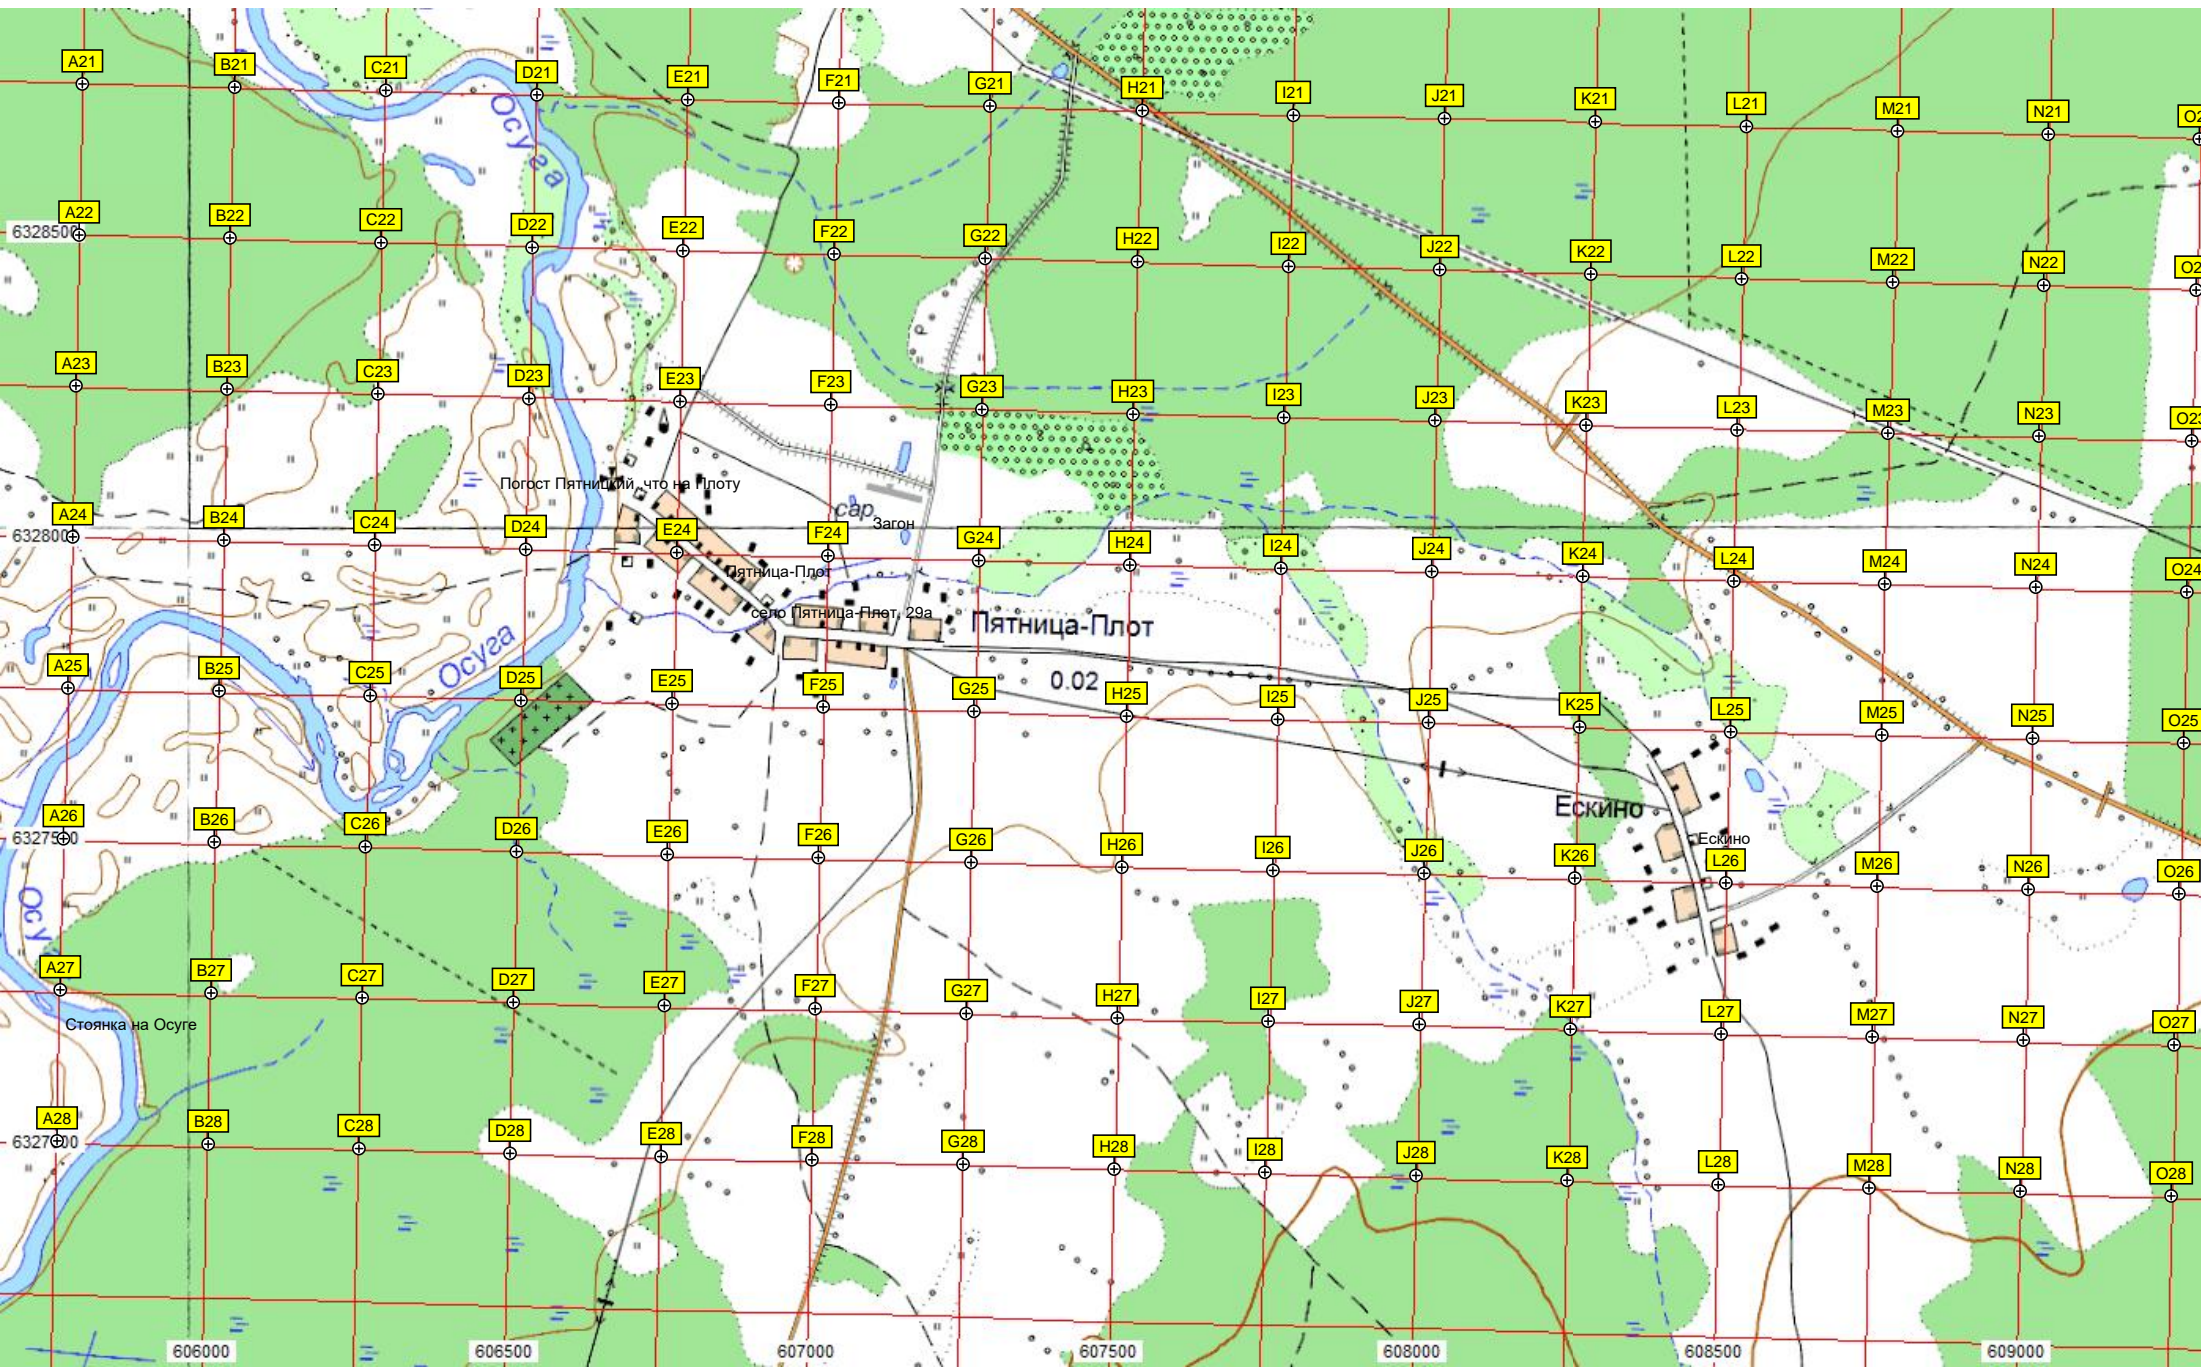 A21 B21 C21 D21 E21 F21 G21 H21 I21 J21 K21 L21 M21 N21
Осуга
A22 B22 C22 D22 E22 F22 G22 H22 I22 J22 K22 L22 M22 N22
6328500
A23 B23 C23 D23 E23 F23 G23 H23 I23 J23 K23 L23 M23 N23 O23
Погост Пятницкий, что на Плоту
сар.
Загон
A24 B24 C24 D24 E24 F24 G24 H24 I24 J24 K24 L24 M24 N24 O24
6328000
Пятница-Плот
село Пятница-Плот, 29а
Пятница-Плот
0.02
Осуга
A25 B25 C25 D25 E25 F25 G25 H25 I25 J25 K25 L25 M25 N25 O25
Ескино
Ескино
A26 B26 C26 D26 E26 F26 G26 H26 I26 J26 K26 L26 M26 N26 O26
6327500
Осу
A27 B27 C27 D27 E27 F27 G27 H27 I27 J27 K27 L27 M27 N27 O27
Стоянка на Осуге
A28 B28 C28 D28 E28 F28 G28 H28 I28 J28 K28 L28 M28 N28 O28
6327000
606000 606500 607000 607500 608000 608500 609000